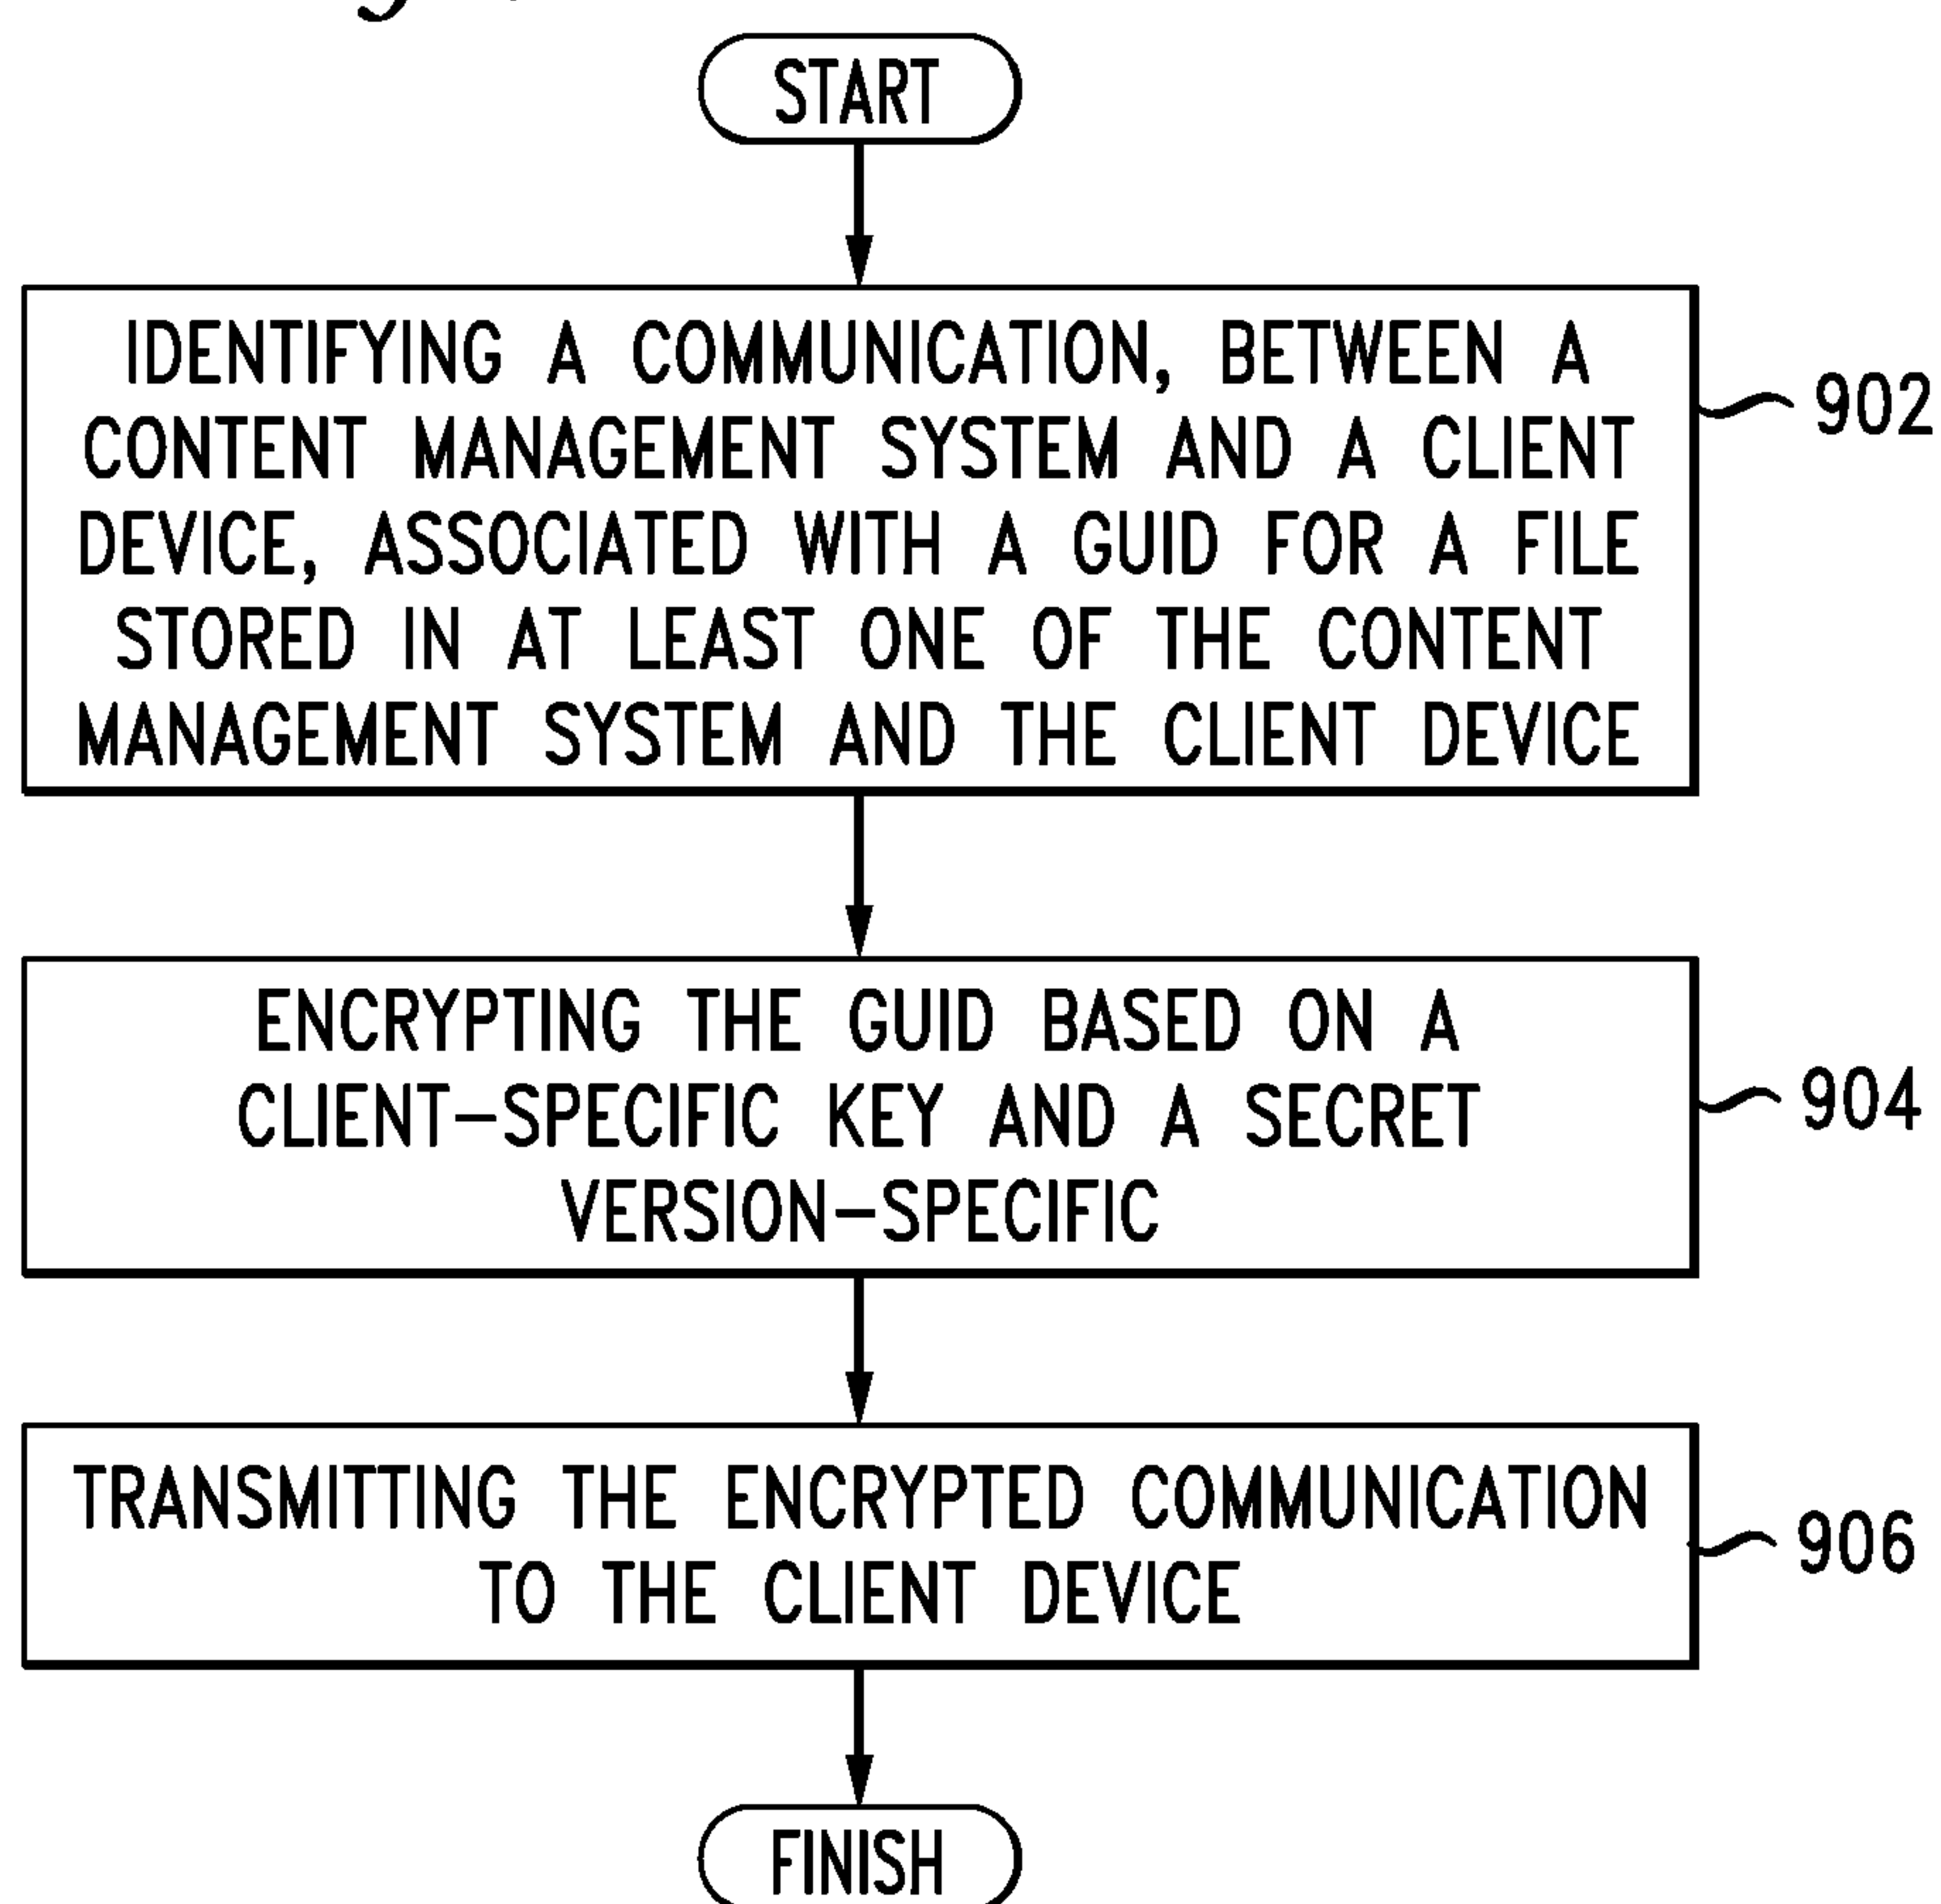 START
IDENTIFYING A COMMUNICATION, BETWEEN A
CONTENT MANAGEMENT SYSTEM AND A CLIENT
DEVICE, ASSOCIATED WITH A GUID FOR A FILE
STORED IN AT LEAST ONE OF THE CONTENT
MANAGEMENT SYSTEM AND THE CLIENT DEVICE
902
ENCRYPTING THE GUID BASED ON A
CLIENT-SPECIFIC KEY AND A SECRET
VERSION-SPECIFIC
904
TRANSMITTING THE ENCRYPTED COMMUNICATION
TO THE CLIENT DEVICE
906
FINISH